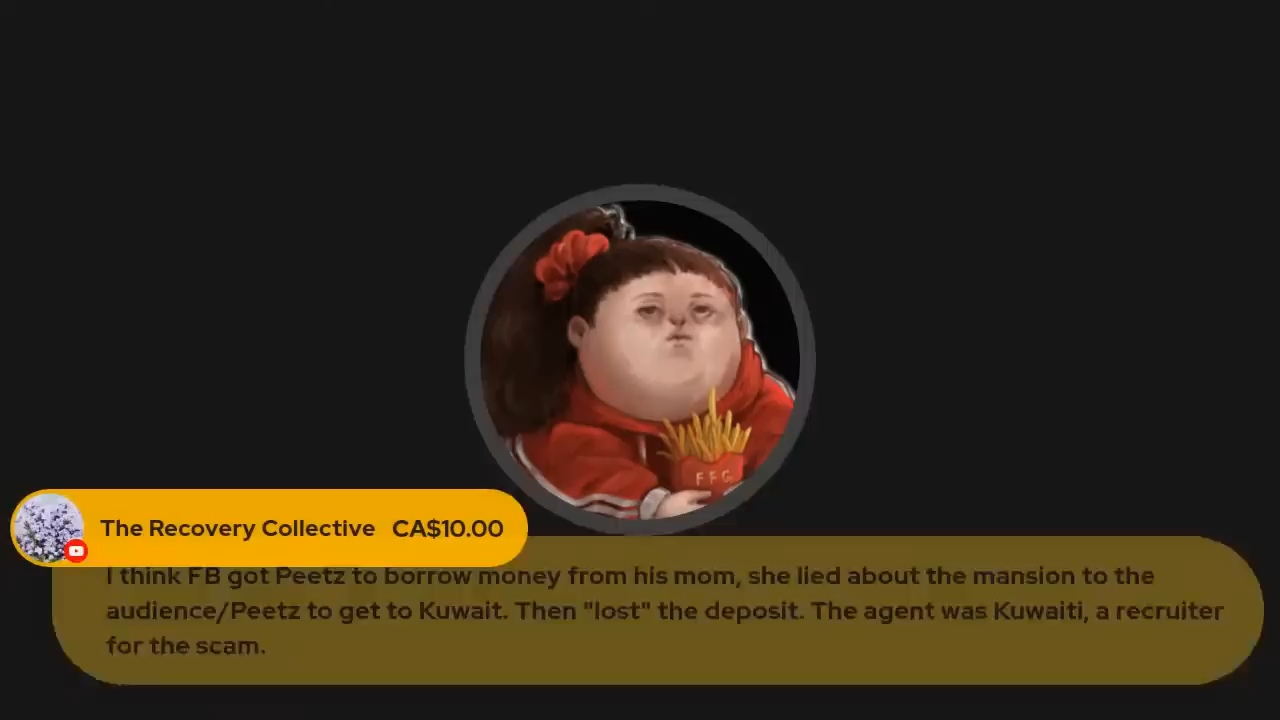 FFG
The Recovery Collective CA$10.00
I think FB got Peetz to borrow money from his mom, she lied about the mansion to the
audience/Peetz to get to Kuwait. Then "lost" the deposit. The agent was Kuwaiti, a recruiter
for the scam.